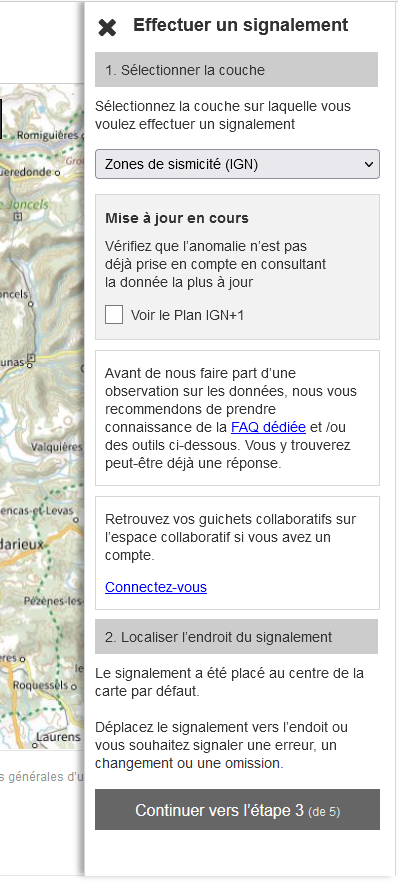 Effectuer un signalement
1. Sélectionner la couche
Sélectionnez la couche sur laquelle vous
voulez effectuer un signalement
Zones de sismicité (IGN)
Mise à jour en cours
Vérifiez que l’anomalie n’est pas
déjà prise en compte en consultant
la donnée la plus à jour
Voir le Plan IGN+1
Avant de nous faire part d’une
observation sur les données, nous vous
recommendons de prendre
connaissance de la FAQ dédiée et /ou
des outils ci-dessous. Vous y trouverez
peut-être déjà une réponse.
Retrouvez vos guichets collaboratifs sur
l’espace collaboratif si vous avez un
compte.
Connectez-vous
2. Localiser l’endroit du signalement
Le signalement a été placé au centre de la
carte par défaut.
Déplacez le signalement vers l’endoit ou
vous souhaitez signaler une erreur, un
changement ou une omission.
Continuer vers l’étape 3 (de 5)
Romiguières
ueredonde
Gro
e Joncels
oncels
unas
Valquières
encas-et-Levas
darieux
Pézènes-les
ères
le
Roquessels
Laurens
s générales d’u